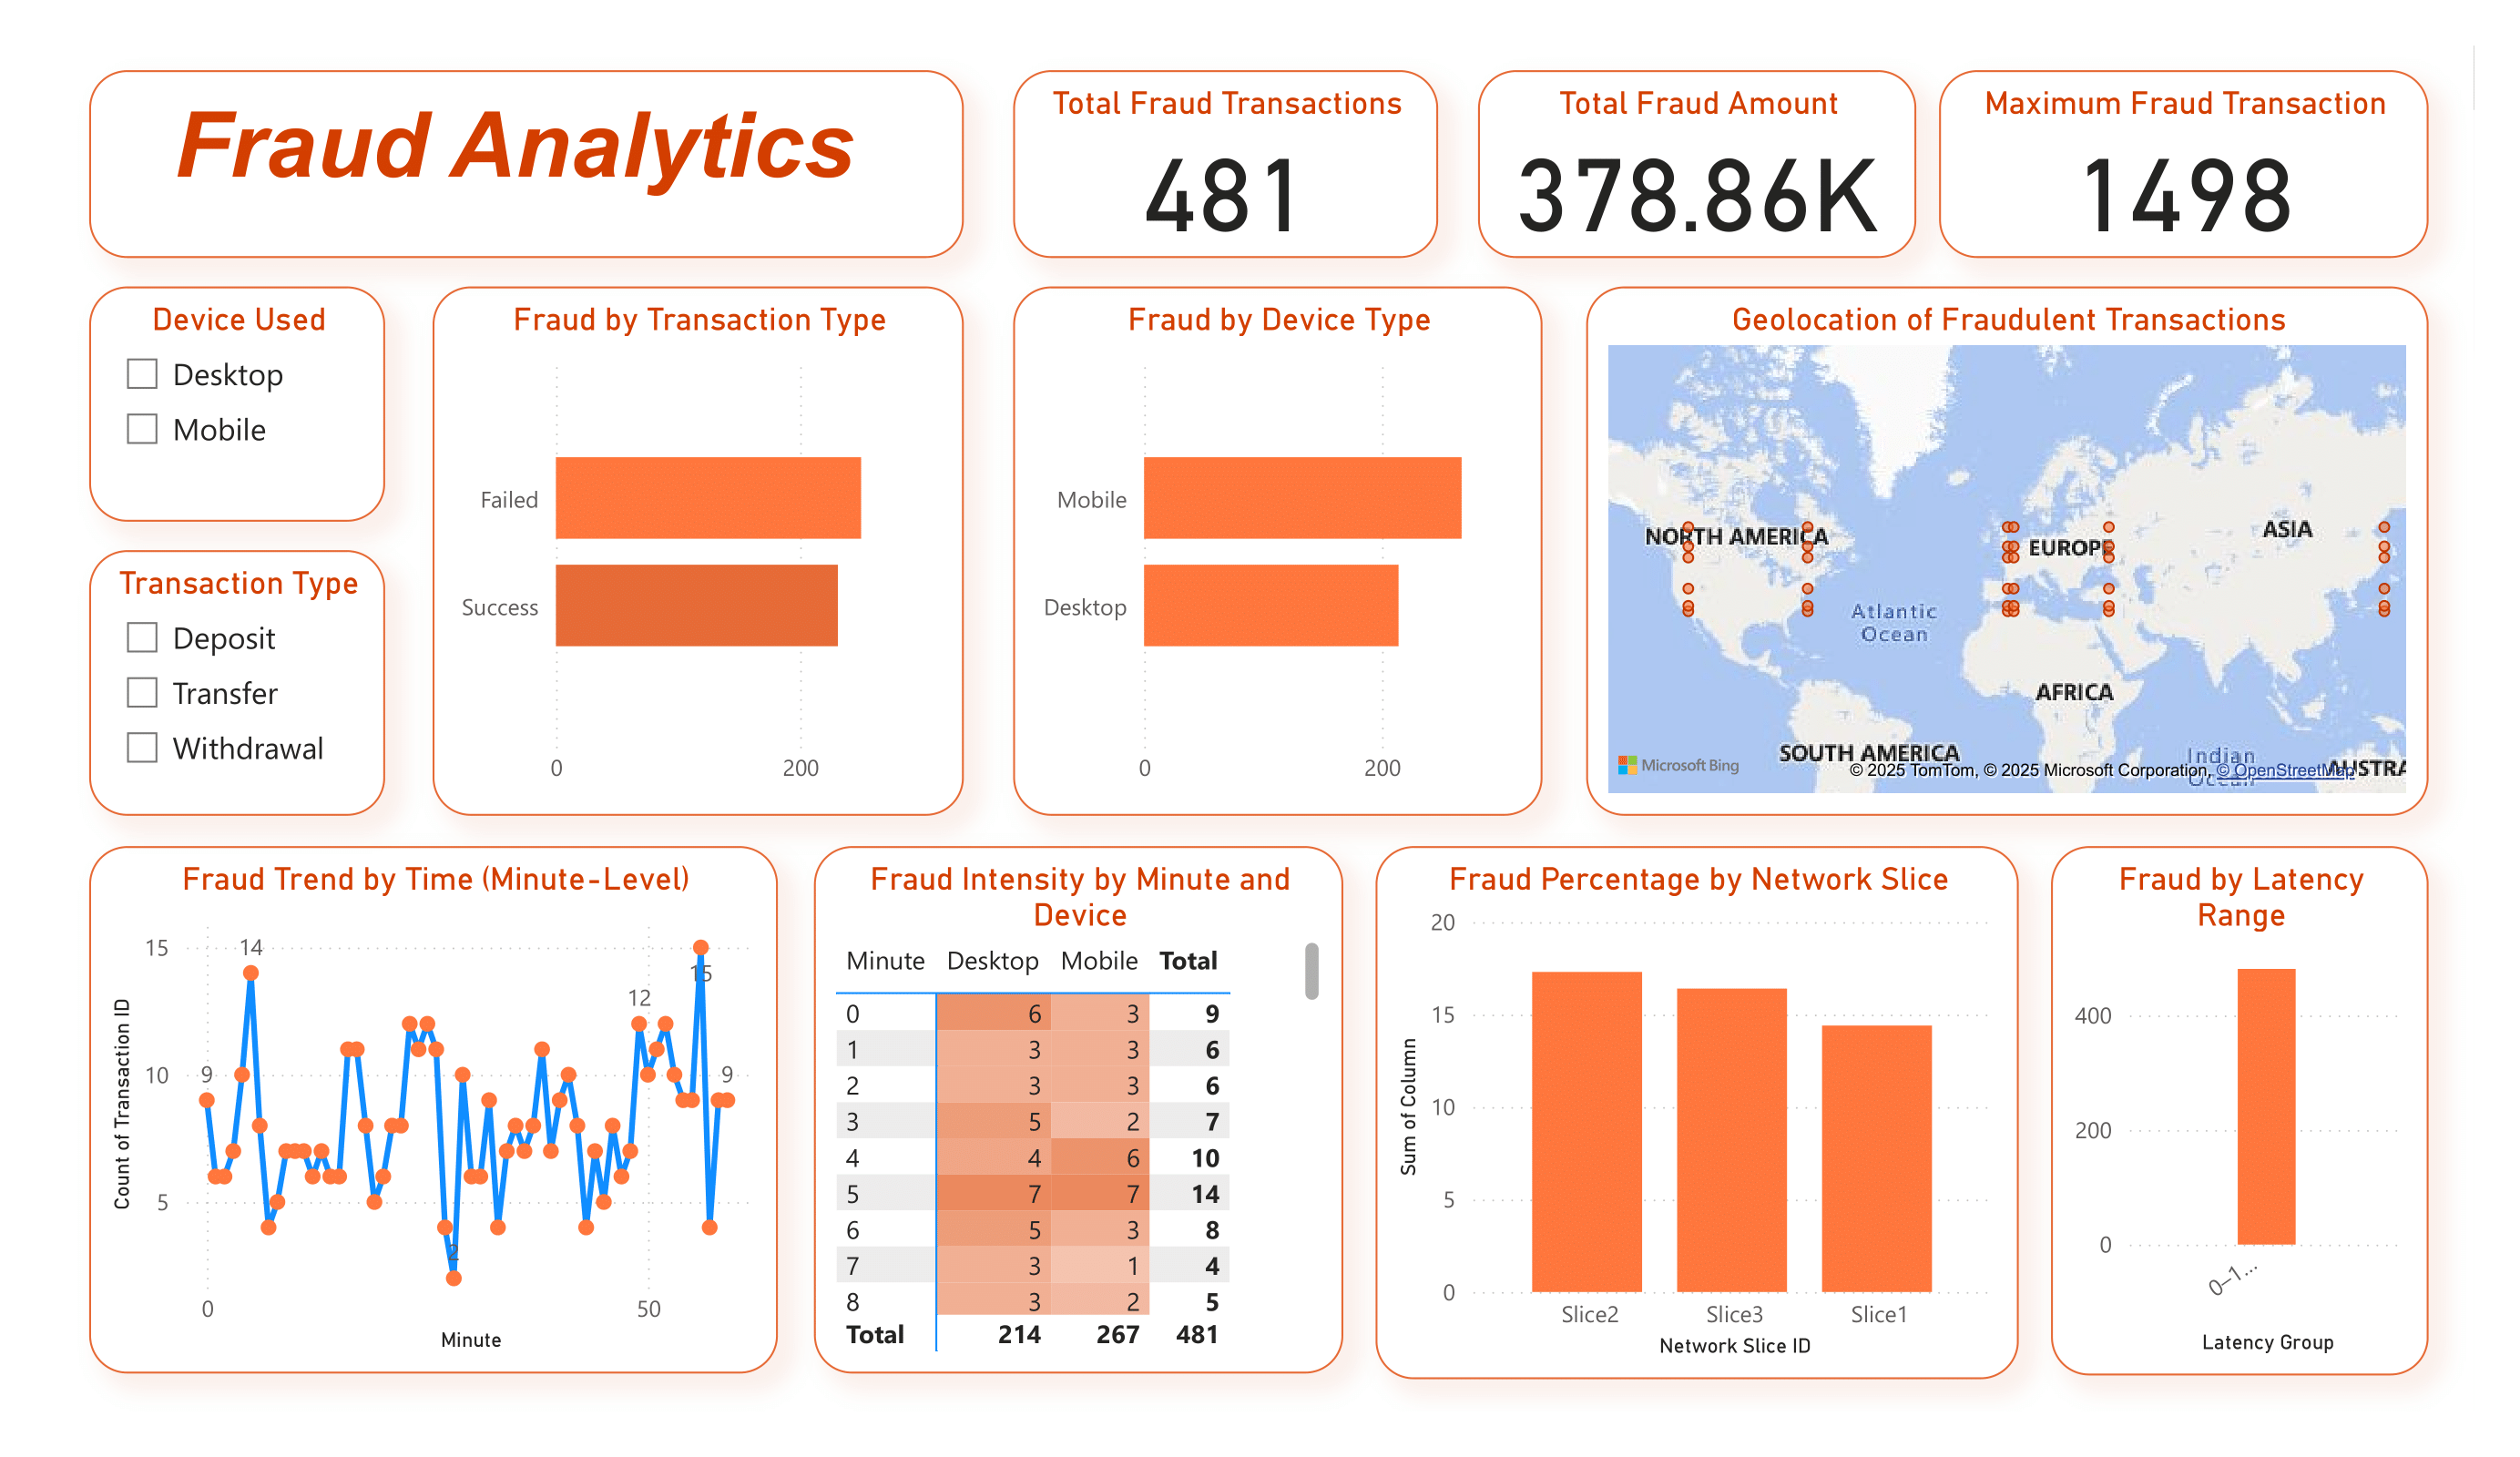 Fraud Analytics
Total Fraud Transactions
481
Total Fraud Amount
378.86K
Maximum Fraud Transaction
1498
Device Used
Desktop
Mobile
Transaction Type
Deposit
Transfer
Withdrawal
Fraud by Transaction Type
Failed
Success
0 200
Fraud by Device Type
Mobile
Desktop
0 200
Geolocation of Fraudulent Transactions
NORTH AMERICA
EUROPE
ASIA
Atlantic
Ocean
AFRICA
SOUTH AMERICA
Indian
Ocean
AUSTRA
Microsoft Bing
© 2025 TomTom, © 2025 Microsoft Corporation, © OpenStreetMap
Fraud Trend by Time (Minute-Level)
Count of Transaction ID
15
10
5
9
14
2
12
15
9
0 50
Minute
Fraud Intensity by Minute and
Device
Minute Desktop Mobile Total
0 6 3 9
1 3 3 6
2 3 3 6
3 5 2 7
4 4 6 10
5 7 7 14
6 5 3 8
7 3 1 4
8 3 2 5
Total 214 267 481
Fraud Percentage by Network Slice
Sum of Column
20
15
10
5
0
Slice2 Slice3 Slice1
Network Slice ID
Fraud by Latency
Range
400
200
0
0–1...
Latency Group